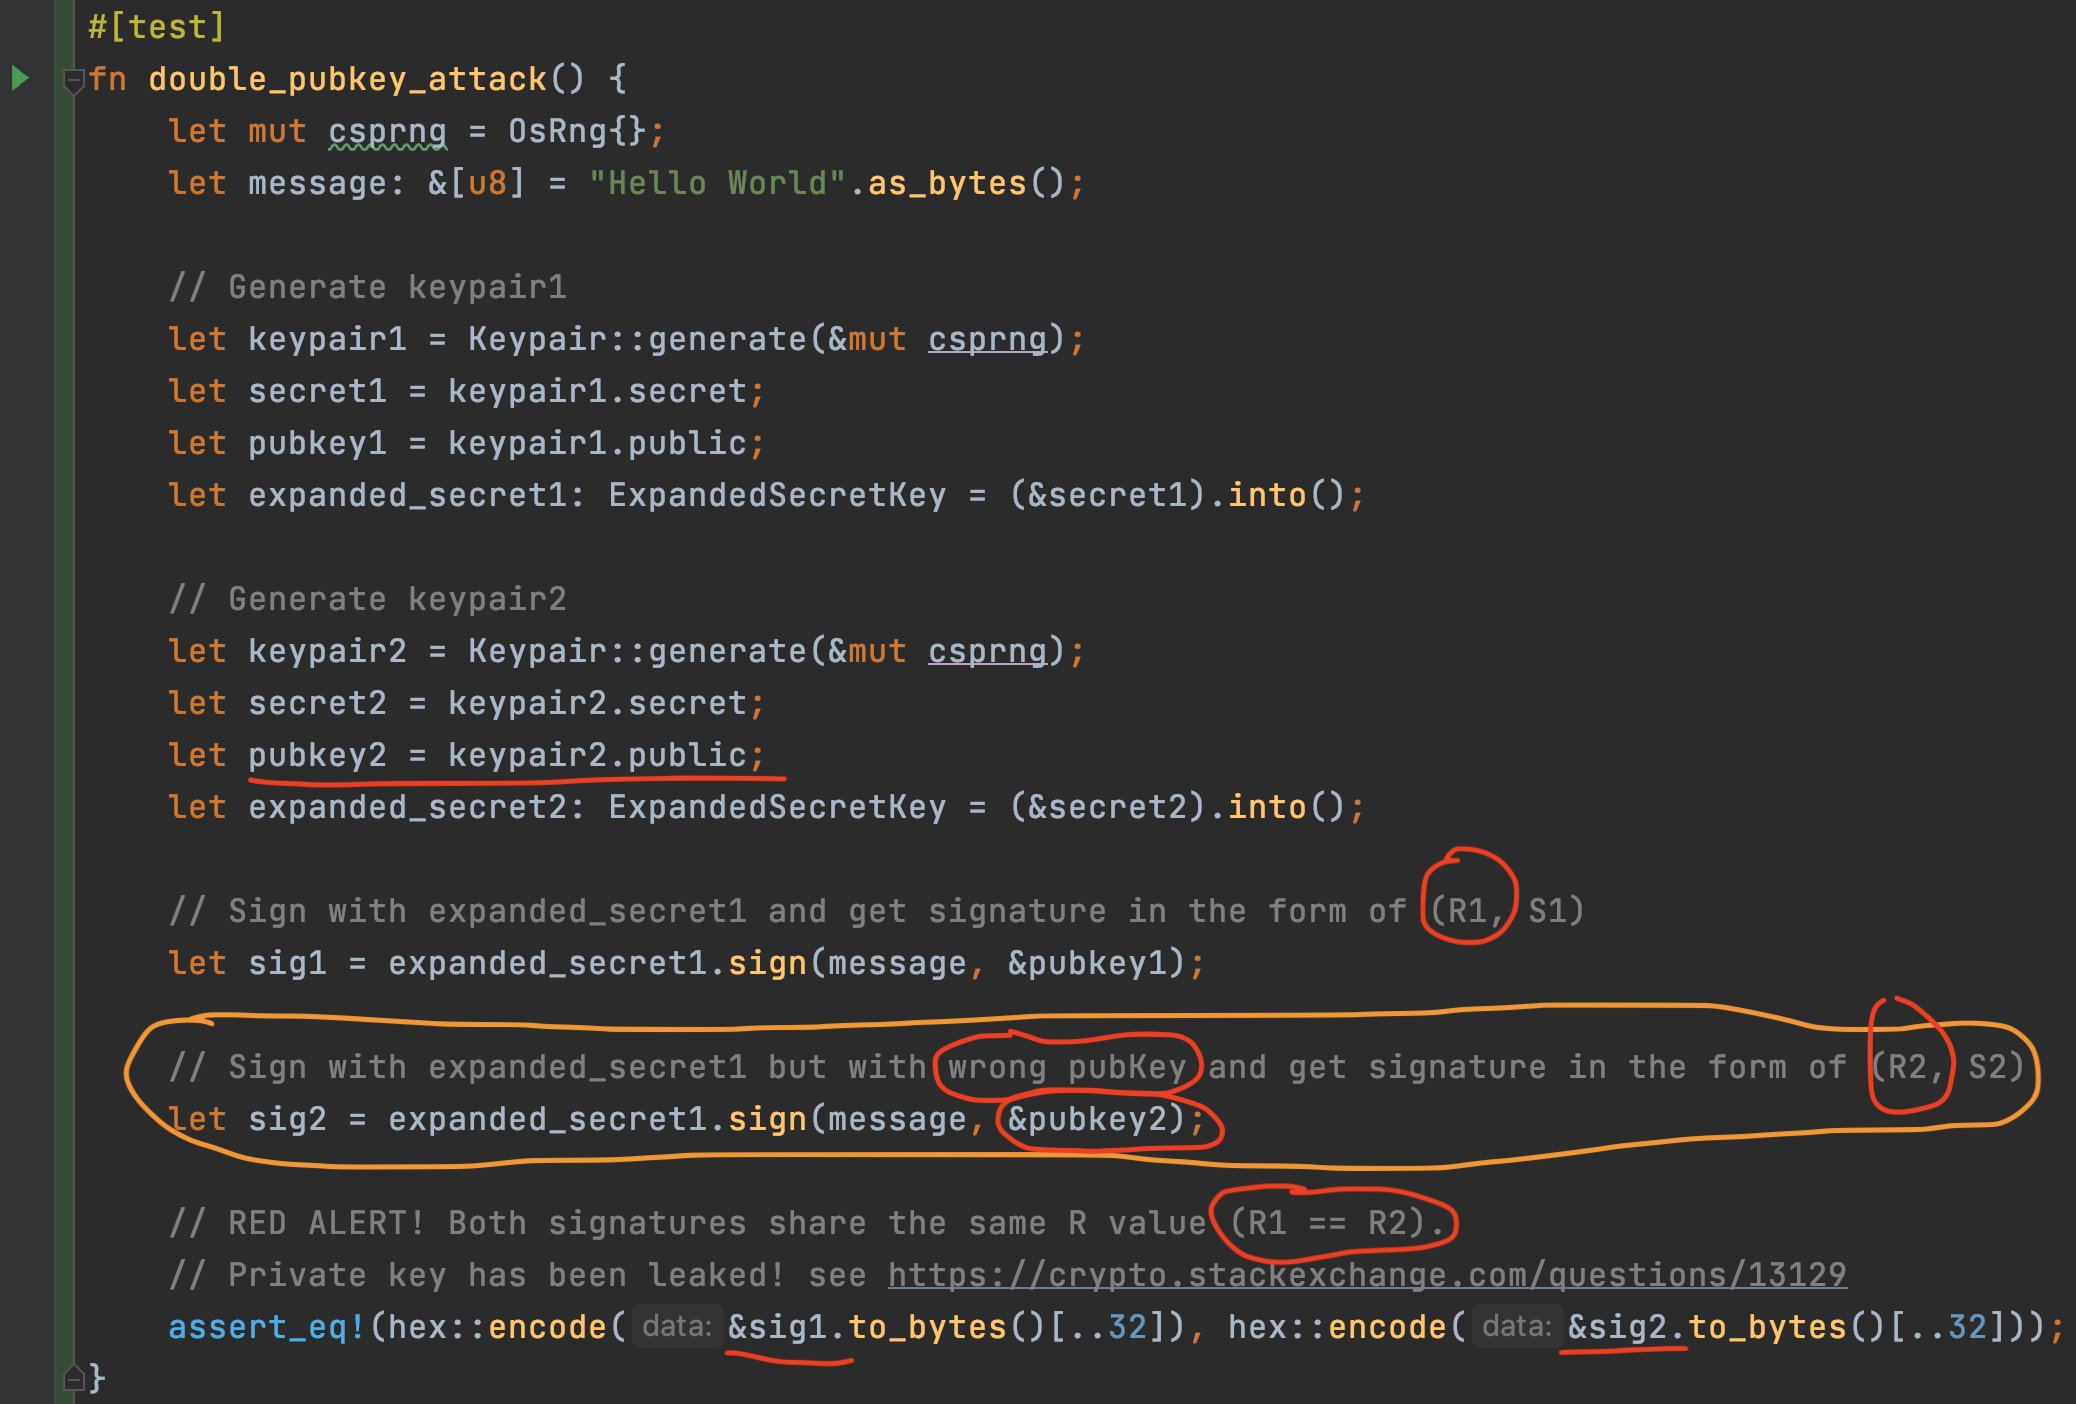 #[test]
fn double_pubkey_attack() {
let mut csprng = OsRng{};
let message: &[u8] = "Hello World".as_bytes();
// Generate keypair1
let keypair1 = Keypair::generate(&mut csprng);
let secret1 = keypair1.secret;
let pubkey1 = keypair1.public;
let expanded_secret1: ExpandedSecretKey = (&secret1).into();
// Generate keypair2
let keypair2 = Keypair::generate(&mut csprng);
let secret2 = keypair2.secret;
let pubkey2 = keypair2.public;
let expanded_secret2: ExpandedSecretKey = (&secret2).into();
// Sign with expanded_secret1 and get signature in the form of (R1, S1)
let sig1 = expanded_secret1.sign(message, &pubkey1);
// Sign with expanded_secret1 but with wrong pubKey and get signature in the form of (R2, S2)
let sig2 = expanded_secret1.sign(message, &pubkey2);
// RED ALERT! Both signatures share the same R value (R1 == R2).
// Private key has been leaked! see https://crypto.stackexchange.com/questions/13129
assert_eq!(hex::encode( data: &sig1.to_bytes()[..32]), hex::encode( data: &sig2.to_bytes()[..32]));
}